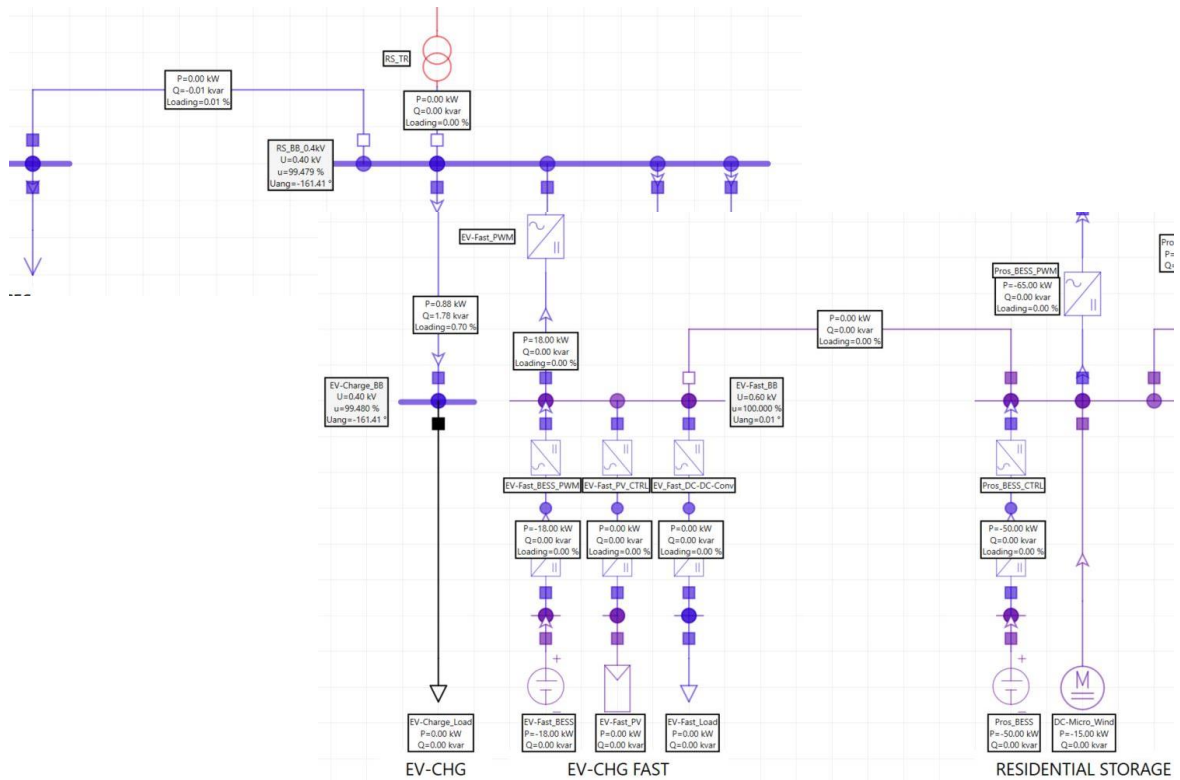 RS_TR
P=0.00 kW
Q=-0.01 kvar
Loading=0.01 %
P=0.00 kW
Q=0.00 kvar
Loading=0.00 %
RS_BB_0.4kV
U=0.40 kV
u=99.479 %
Uang=-161.41 °
EV-Fast_PWM
P=0.88 kW
Q=1.78 kvar
Loading=0.70 %
P=18.00 kW
Q=0.00 kvar
Loading=0.00 %
P=0.00 kW
Q=0.00 kvar
Loading=0.00 %
Pros_BESS_PWM
P=-65.00 kW
Q=0.00 kvar
Loading=0.00 %
EV-Charge_BB
U=0.40 kV
u=99.480 %
Uang=-161.41 °
EV-Fast_BB
U=0.60 kV
u=100.000 %
Uang=0.01 °
EV-Fast_BESS_PWM
EV-Fast_PV_CTRL
EV_Fast_DC-DC-Conv
Pros_BESS_CTRL
P=-18.00 kW
Q=0.00 kvar
Loading=0.00 %
P=0.00 kW
Q=0.00 kvar
Loading=0.00 %
P=0.00 kW
Q=0.00 kvar
Loading=0.00 %
P=-50.00 kW
Q=0.00 kvar
Loading=0.00 %
M
EV-Charge_Load
P=0.00 kW
Q=0.00 kvar
EV-Fast_BESS
P=-18.00 kW
Q=0.00 kvar
EV-Fast_PV
P=0.00 kW
Q=0.00 kvar
EV-Fast_Load
P=0.00 kW
Q=0.00 kvar
Pros_BESS
P=-50.00 kW
Q=0.00 kvar
DC-Micro_Wind
P=-15.00 kW
Q=0.00 kvar
EV-CHG
EV-CHG FAST
RESIDENTIAL STORAGE